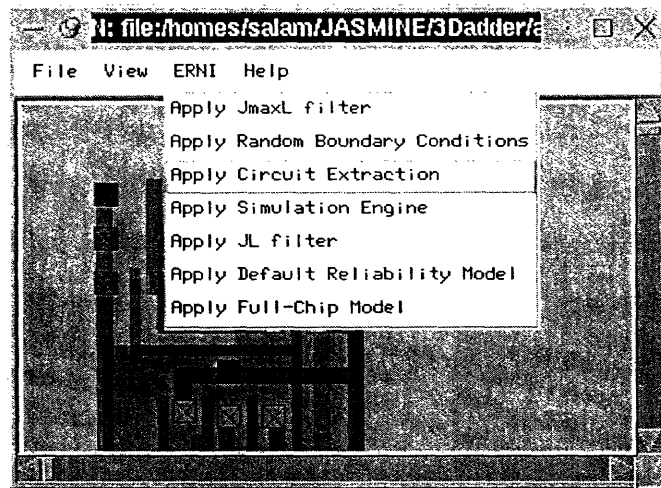 N: file:/homes/salam/JASMINE/3Dadder/
File View ERNI Help
Apply JmaxL filter
Apply Random Boundary Conditions
Apply Circuit Extraction
Apply Simulation Engine
Apply JL filter
Apply Default Reliability Model
Apply Full-Chip Model